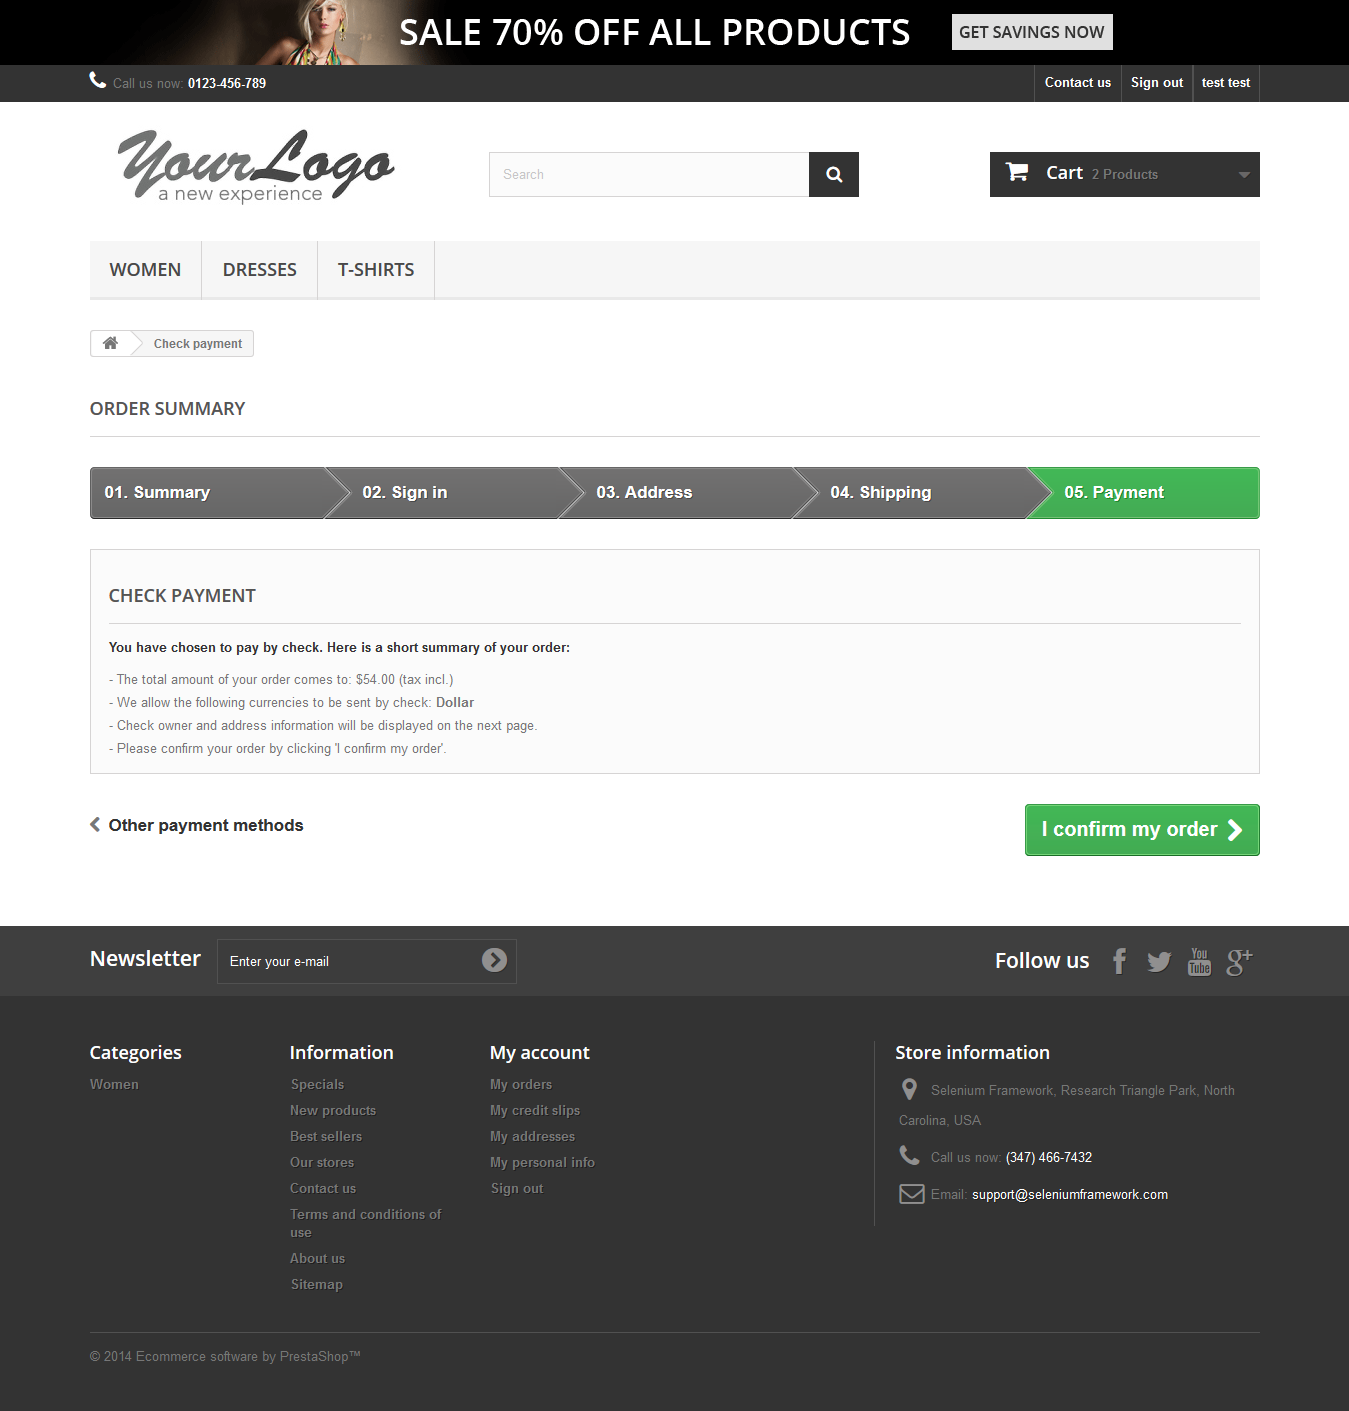 SALE 70% OFF ALL PRODUCTS GET SAVINGS NOW
Call us now: 0123-456-789 Contact us Sign out test test
YourLogo
a new experience
Search
Cart 2 Products
WOMEN DRESSES T-SHIRTS
Check payment
ORDER SUMMARY
01. Summary 02. Sign in 03. Address 04. Shipping 05. Payment
CHECK PAYMENT
You have chosen to pay by check. Here is a short summary of your order:
- The total amount of your order comes to: $54.00 (tax incl.)
- We allow the following currencies to be sent by check: Dollar
- Check owner and address information will be displayed on the next page.
- Please confirm your order by clicking 'I confirm my order'.
Other payment methods I confirm my order
Newsletter Enter your e-mail Follow us You Tube g+
Categories
Women
Information
Specials
New products
Best sellers
Our stores
Contact us
Terms and conditions of
use
About us
Sitemap
My account
My orders
My credit slips
My addresses
My personal info
Sign out
Store information
Selenium Framework, Research Triangle Park, North
Carolina, USA
Call us now: (347) 466-7432
Email: support@seleniumframework.com
© 2014 Ecommerce software by PrestaShop™